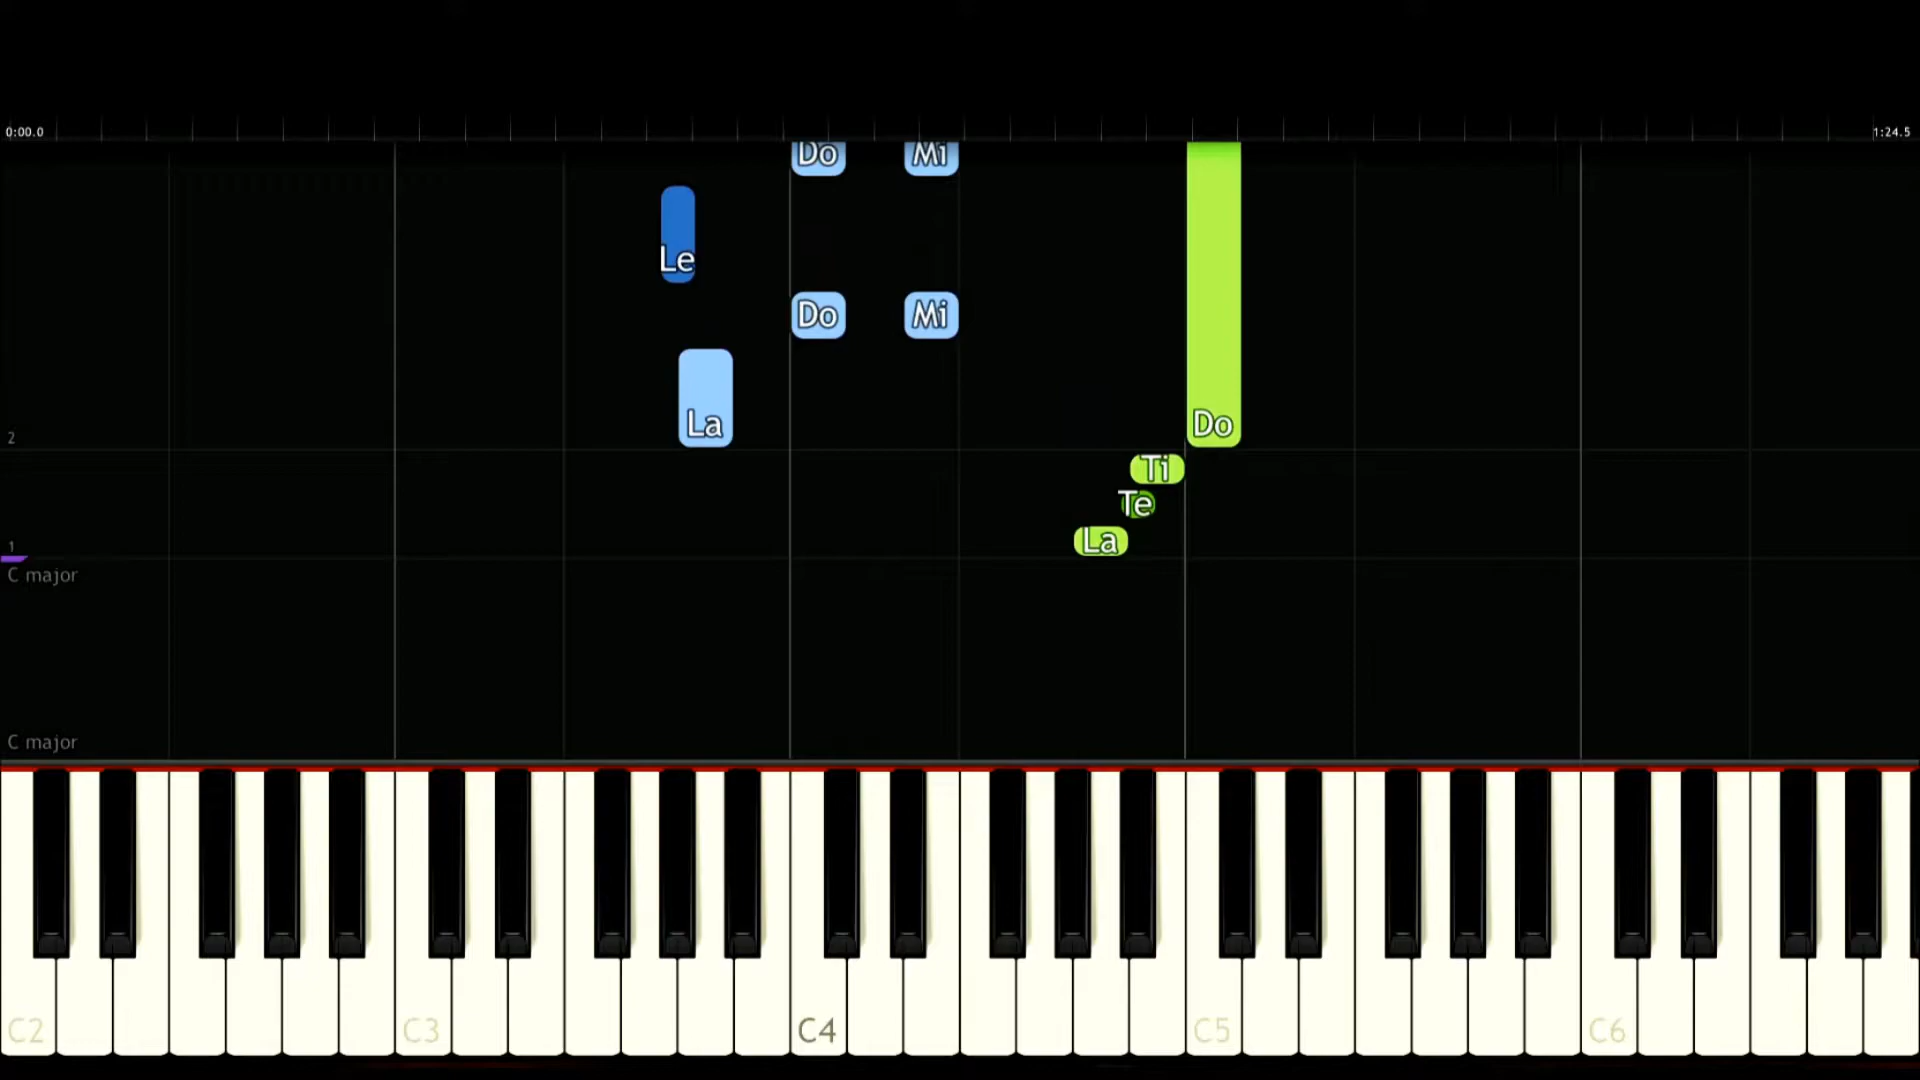 0:00.0 1:24.5
Do Mi
Le
Do Mi
La Do
2
Ti
Te
La
1
C major
C major
C2 C3 C4 C5 C6